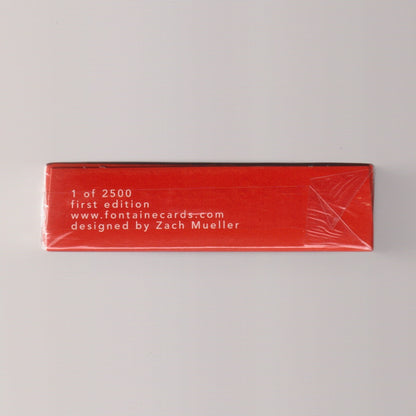 1 of 2500
first edition
www.fontainecards.com
designed by Zach Mueller